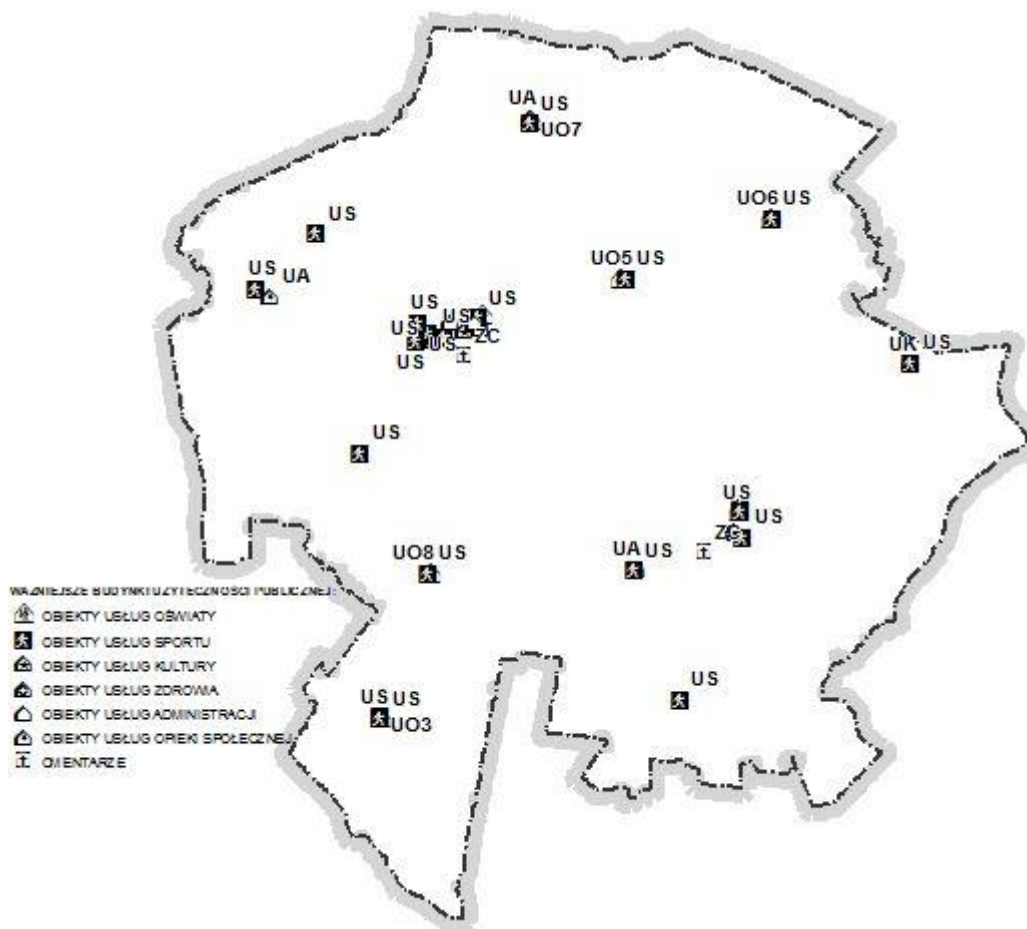 UA US
UO7
UO6 US
US
UO5 US
US UA
US
US
US
US
ZC
US
US
UK US
US
US
US
ZC
UO8 US
UA US
WAŻNIEJSZE BUDYNKI UŻYTECZNOŚCI PUBLICZNEJ:
OBIEKTY USŁUG OŚWIATY
OBIEKTY USŁUG SPORTU
OBIEKTY USŁUG KULTURY
OBIEKTY USŁUG ZDROWIA
OBIEKTY USŁUG ADMINISTRACJI
OBIEKTY USŁUG OPIEKI SPOŁECZNEJ
CMENTARZE
US
US US
UO3